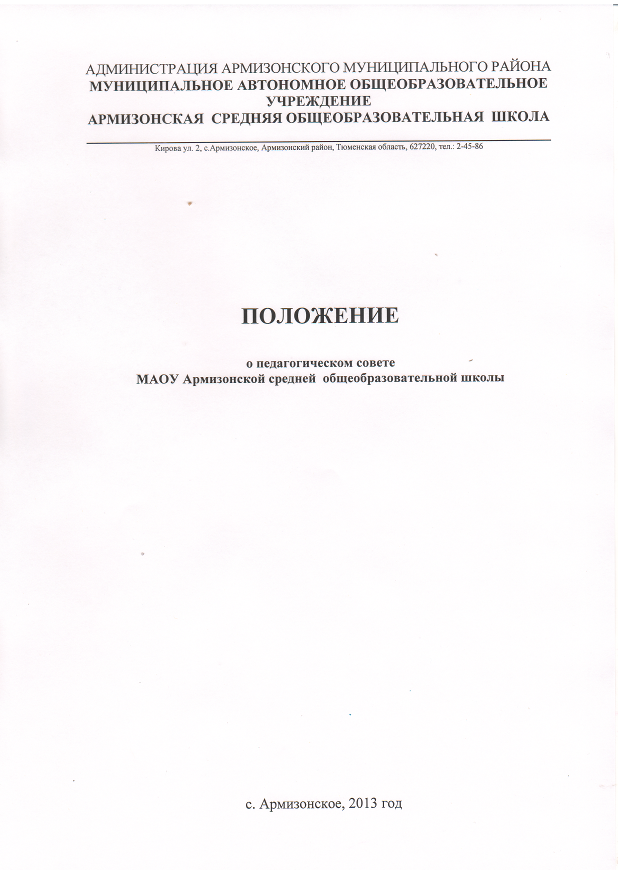 АДМИНИСТРАЦИЯ АРМИЗОНСКОГО МУНИЦИПАЛЬНОГО РАЙОНА
МУНИЦИПАЛЬНОЕ АВТОНОМНОЕ ОБЩЕОБРАЗОВАТЕЛЬНОЕ
УЧРЕЖДЕНИЕ
АРМИЗОНСКАЯ СРЕДНЯЯ ОБЩЕОБРАЗОВАТЕЛЬНАЯ ШКОЛА
Кирова ул. 2, с.Армизонское, Армизонский район, Тюменская область, 627220, тел.: 2-45-86
ПОЛОЖЕНИЕ
о педагогическом совете
МАОУ Армизонской средней общеобразовательной школы
с. Армизонское, 2013 год